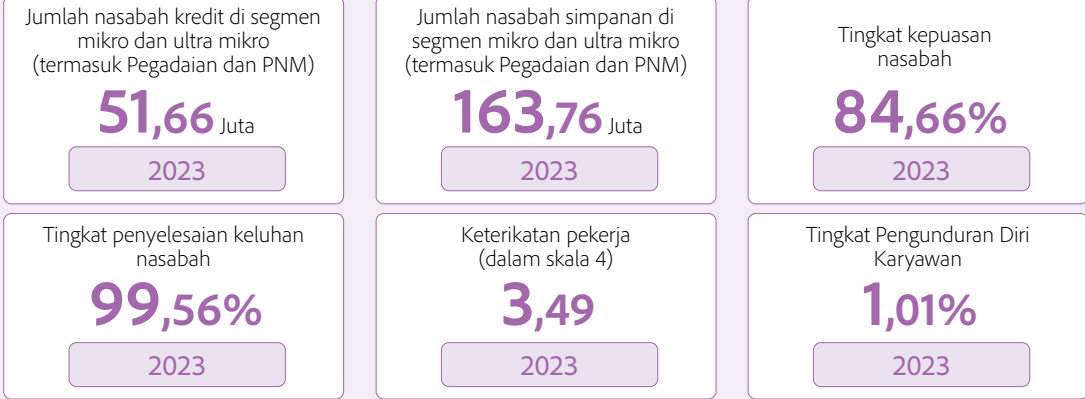 Jumlah nasabah kredit di segmen
mikro dan ultra mikro
(termasuk Pegadaian dan PNM)
51,66 Juta
2023
Jumlah nasabah simpanan di
segmen mikro dan ultra mikro
(termasuk Pegadaian dan PNM)
163,76 Juta
2023
Tingkat kepuasan
nasabah
84,66%
2023
Tingkat penyelesaian keluhan
nasabah
99,56%
2023
Keterikatan pekerja
(dalam skala 4)
3,49
2023
Tingkat Pengunduran Diri
Karyawan
1,01%
2023